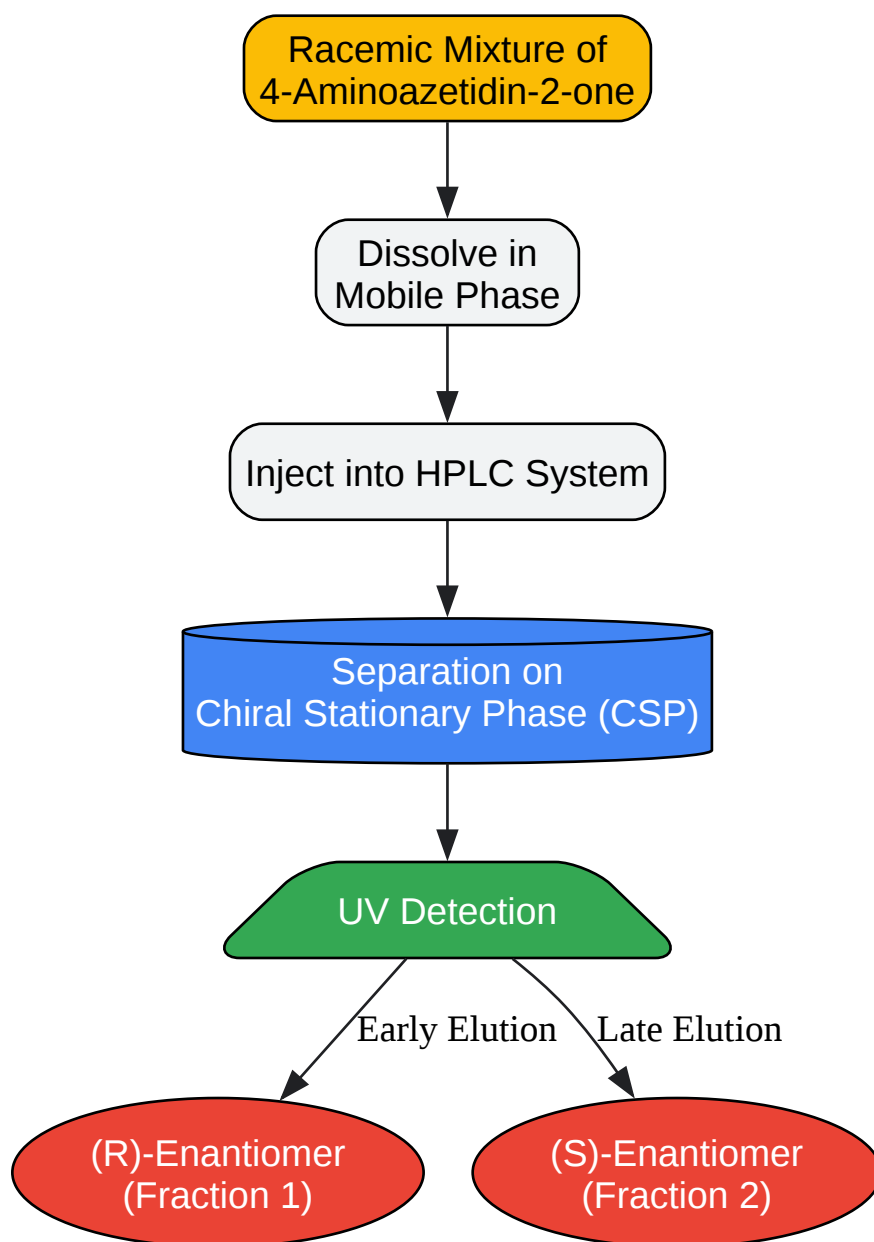 Racemic Mixture of
4-Aminoazetidin-2-one
Dissolve in
Mobile Phase
Inject into HPLC System
Separation on
Chiral Stationary Phase (CSP)
UV Detection
Early Elution
Late Elution
(R)-Enantiomer
(Fraction 1)
(S)-Enantiomer
(Fraction 2)